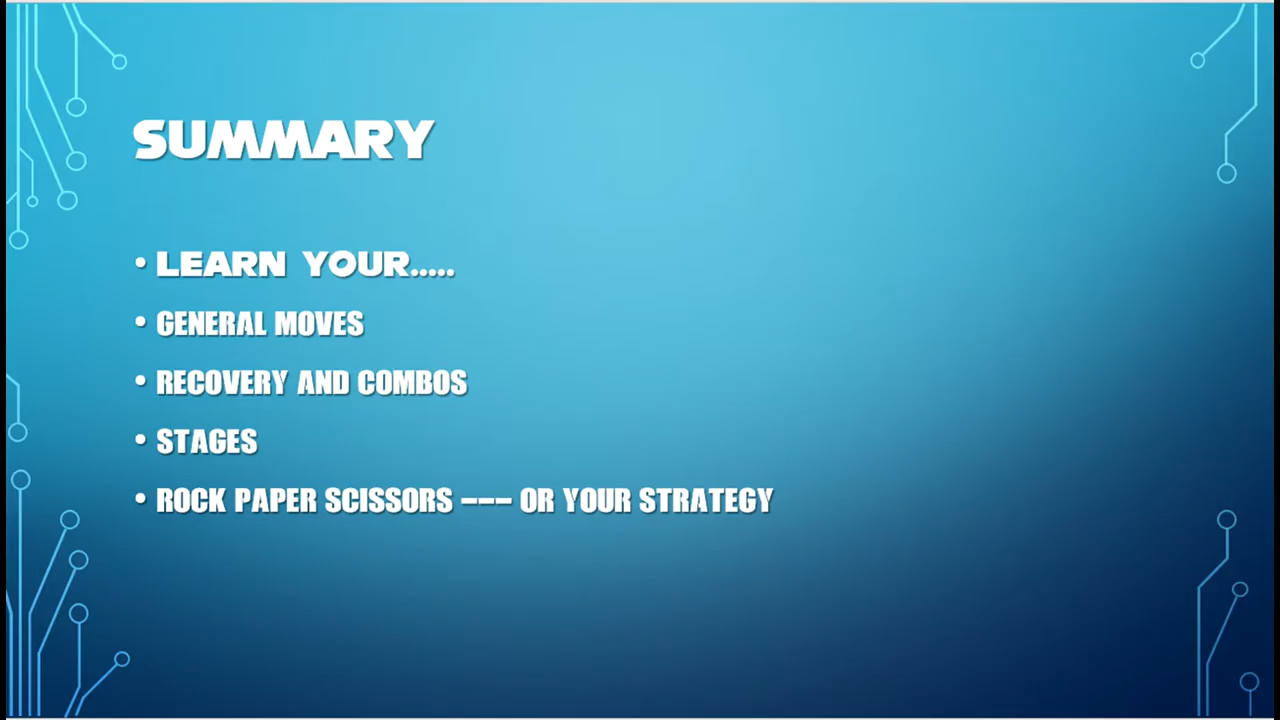 SUMMARY
• LEARN YOUR.....
• GENERAL MOVES
• RECOVERY AND COMBOS
• STAGES
• ROCK PAPER SCISSORS --- OR YOUR STRATEGY